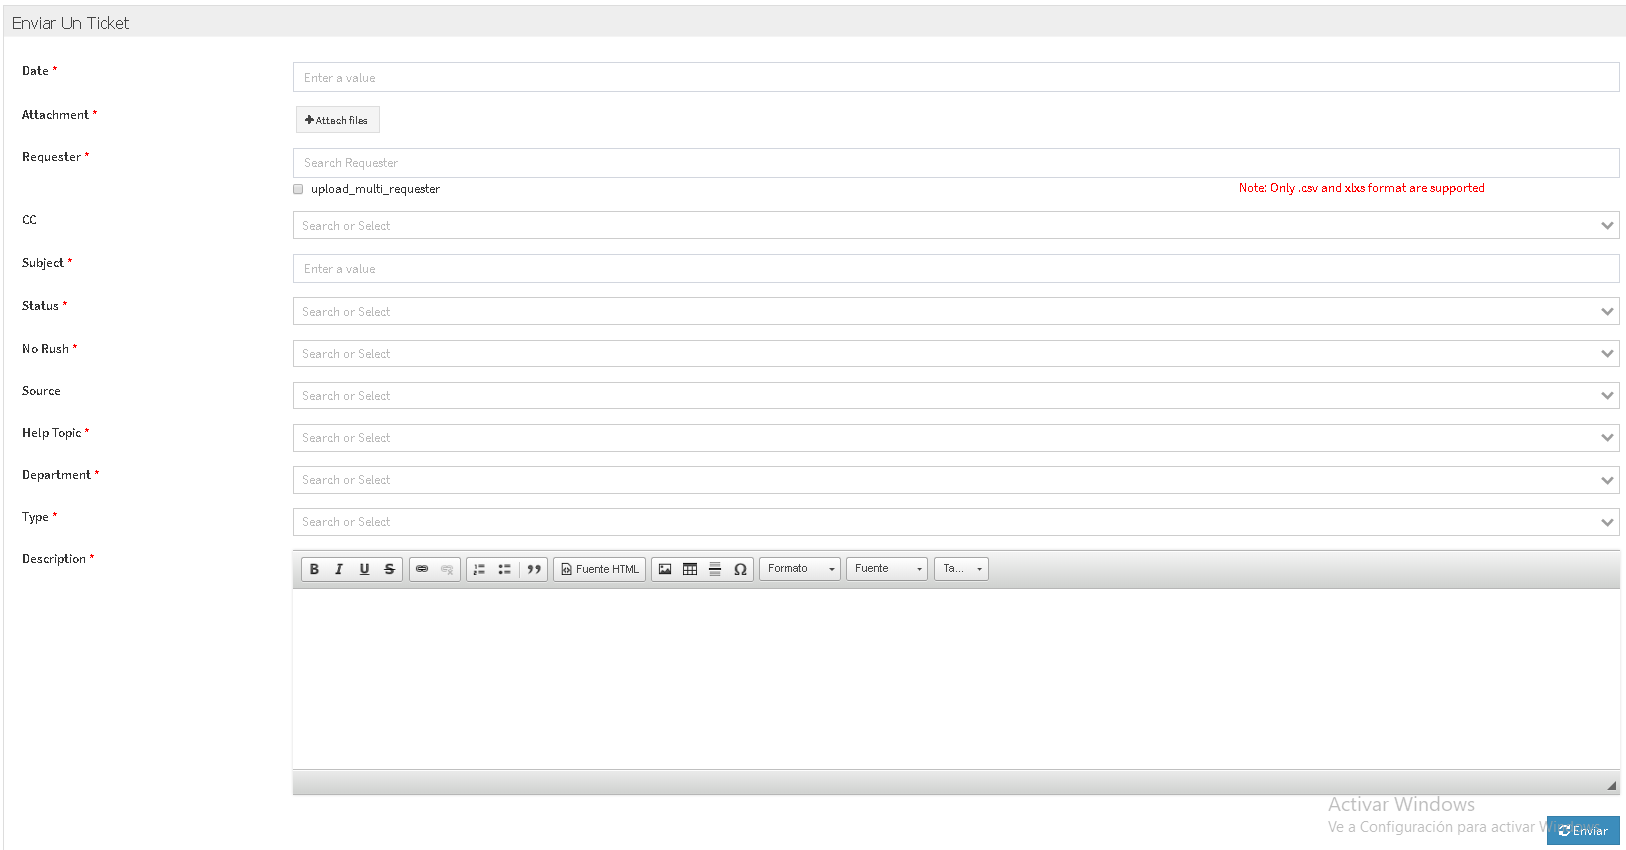 Enviar Un Ticket
Date *
Enter a value
Attachment *
Attach files
Requester *
Search Requester
upload_multi_requester
Note: Only .csv and xlxs format are supported
CC
Search or Select
Subject *
Enter a value
Status *
Search or Select
No Rush *
Search or Select
Source
Search or Select
Help Topic *
Search or Select
Department *
Search or Select
Type *
Search or Select
Description *
B I U S Fuente HTML Ω Formato Fuente Ta...
Activar Windows
Ve a Configuración para activar Windows.
Enviar